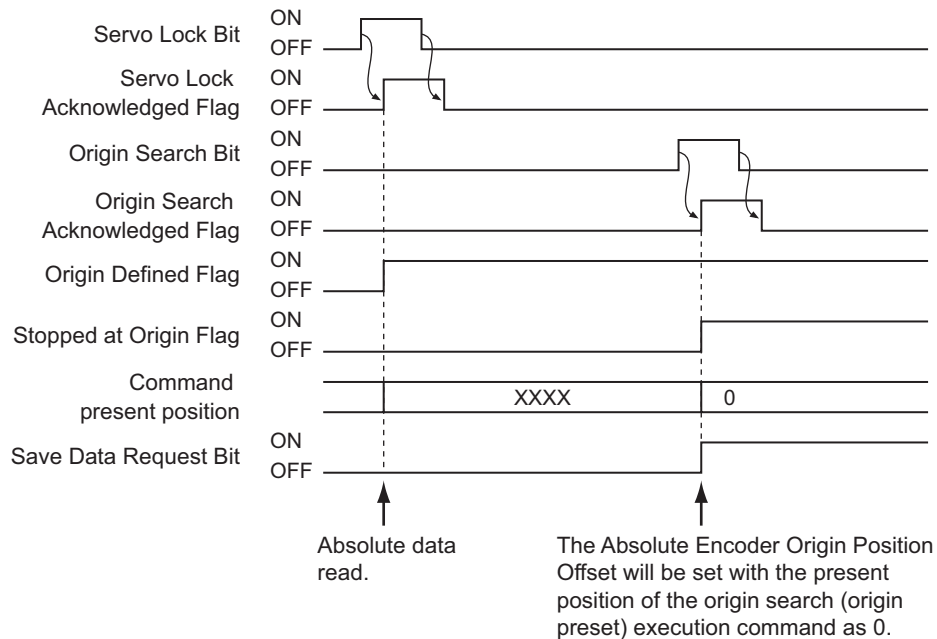 ON
Servo Lock Bit
OFF
Servo Lock ON
Acknowledged Flag OFF
ON
Origin Search Bit
OFF
Origin Search ON
Acknowledged Flag OFF
ON
Origin Defined Flag
OFF
ON
Stopped at Origin Flag
OFF
Command
present position
XXXX 0
ON
Save Data Request Bit
OFF
Absolute data
read.
The Absolute Encoder Origin Position
Offset will be set with the present
position of the origin search (origin
preset) execution command as 0.